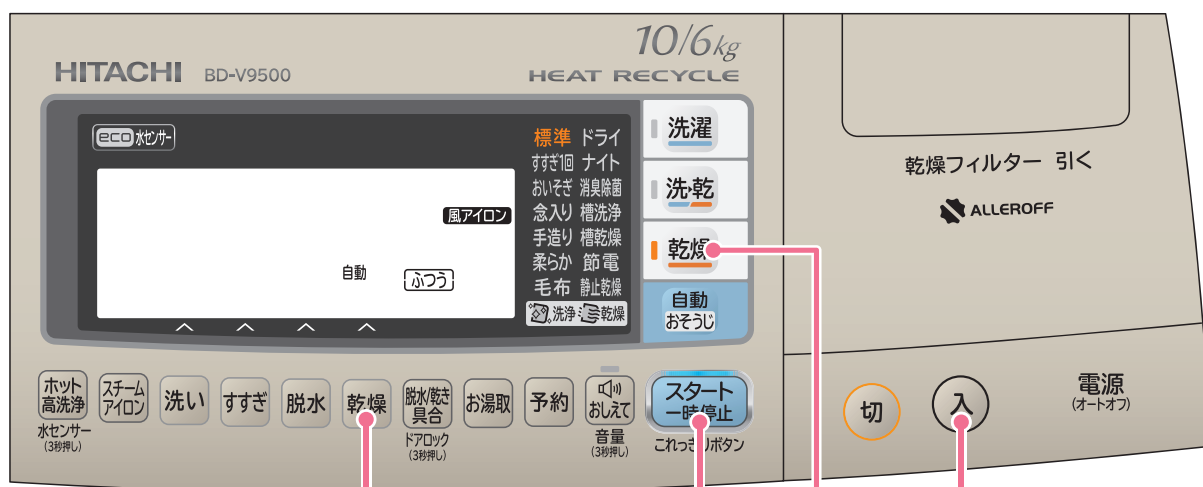 10/6kg
HITACHI BD-V9500
HEAT RECYCLE
eco水センサー
標準 ドライ
すすぎ1回 ナイト
おいそぎ 消臭除菌
念入り 槽洗浄
手造り 槽乾燥
柔らか 節電
毛布 静止乾燥
洗浄 乾燥
風アイロン
自動 ふつう
洗濯
洗・乾
乾燥
自動
おそうじ
乾燥フィルター 引く
ALLEROFF
ホット
高洗浄
水センサー
(3秒押し)
スチーム
アイロン
洗い
すすぎ
脱水
乾燥
脱水/乾き
具合
ドアロック
(3秒押し)
お湯取
予約
おしえて
音量
(3秒押し)
スタート
一時停止
これっきりボタン
切
入
電源
(オートオフ)